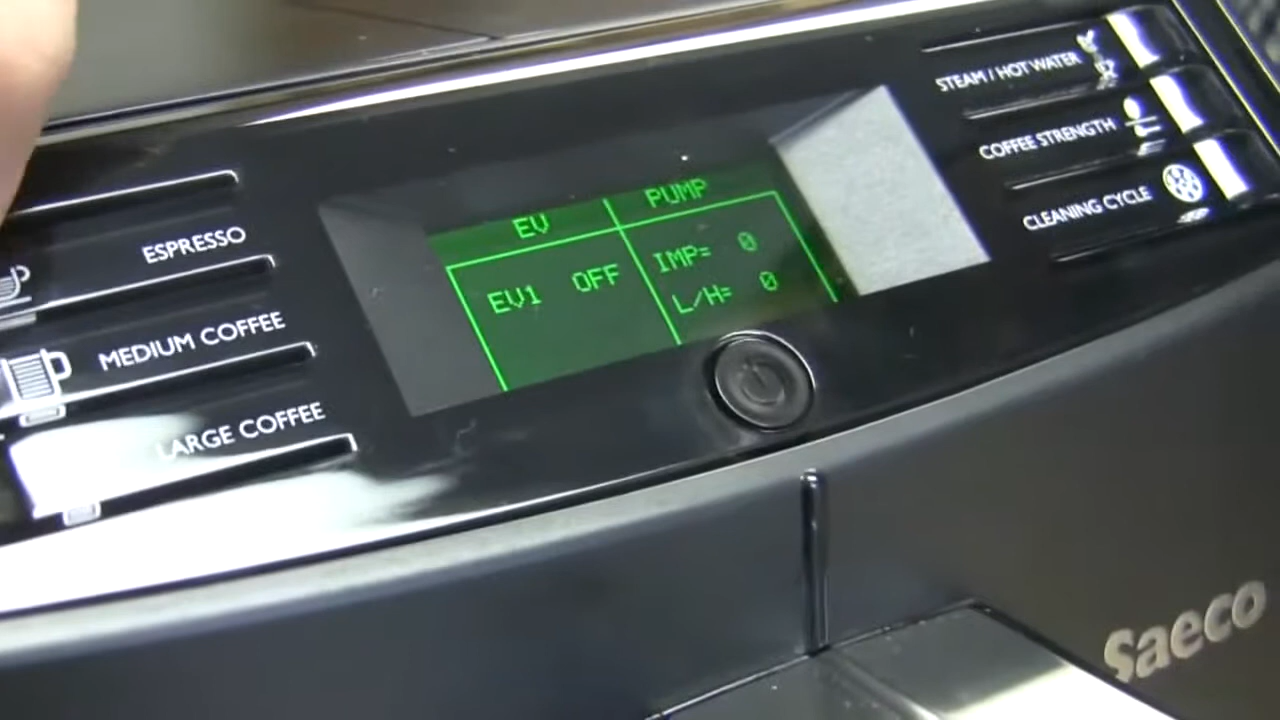 ESPRESSO
MEDIUM COFFEE
LARGE COFFEE
EV PUMP
EV1 OFF IMP= 0
L/H= 0
STEAM / HOT WATER
COFFEE STRENGTH
CLEANING CYCLE
Saeco